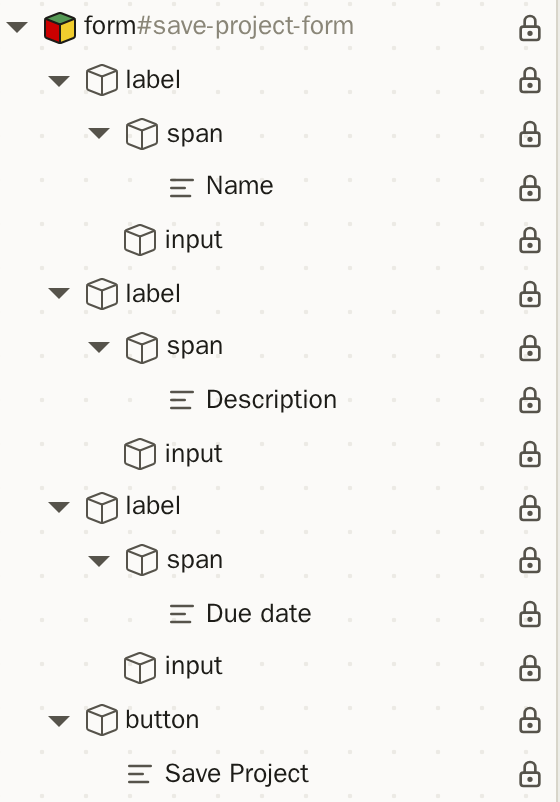 form#save-project-form
label
span
Name
input
label
span
Description
input
label
span
Due date
input
button
Save Project